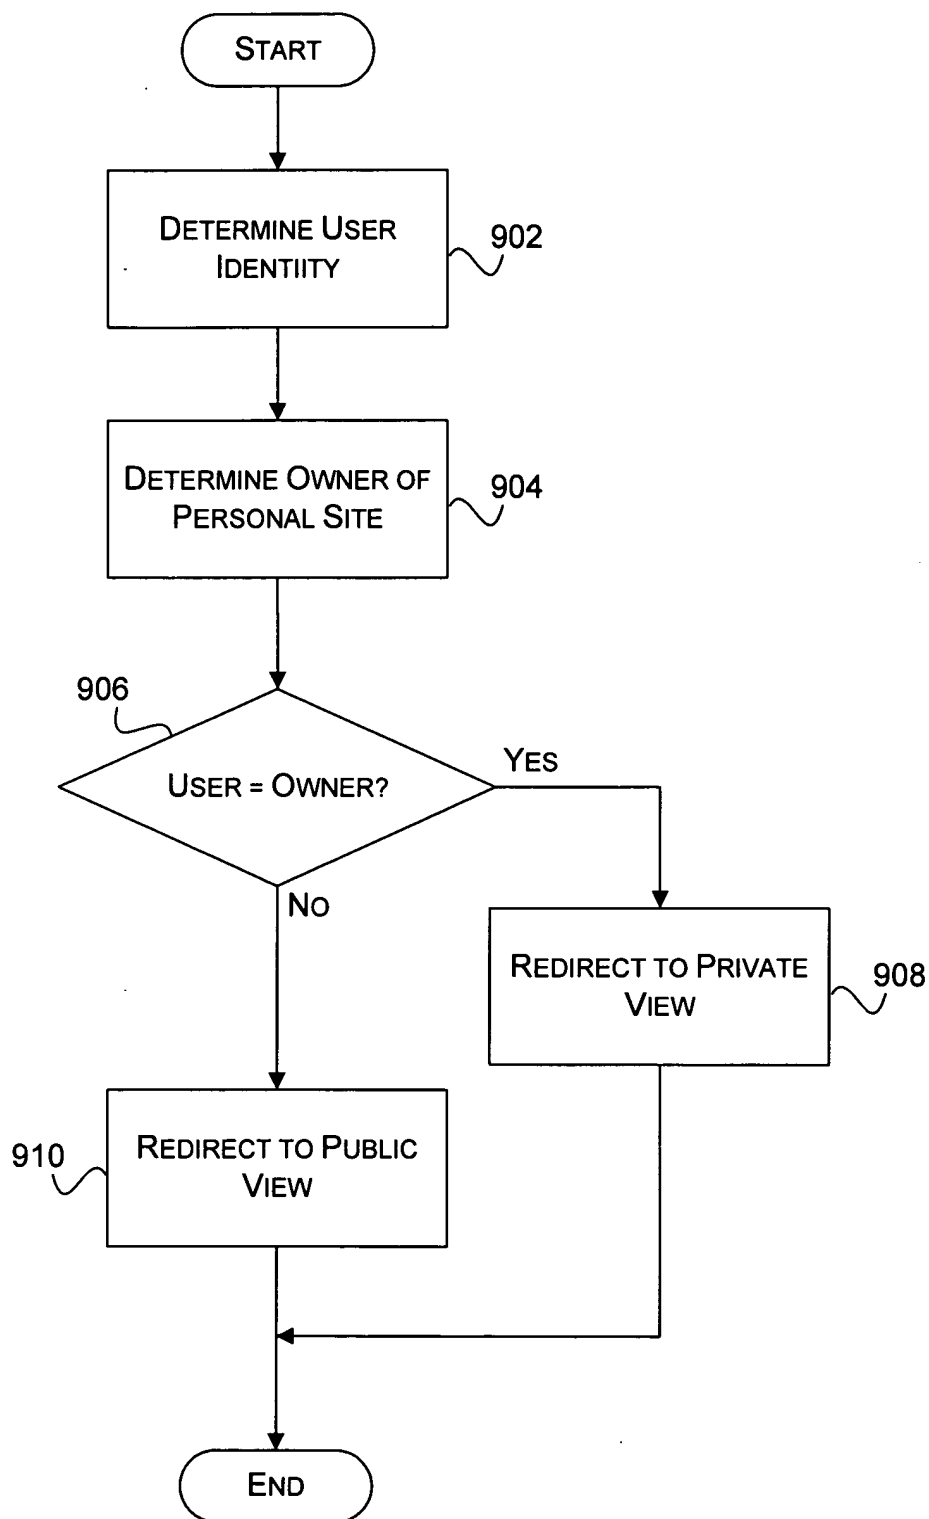 START
DETERMINE USER
IDENTIITY
902
DETERMINE OWNER OF
PERSONAL SITE
904
906
USER = OWNER?
YES
NO
REDIRECT TO PRIVATE
VIEW
908
910
REDIRECT TO PUBLIC
VIEW
END